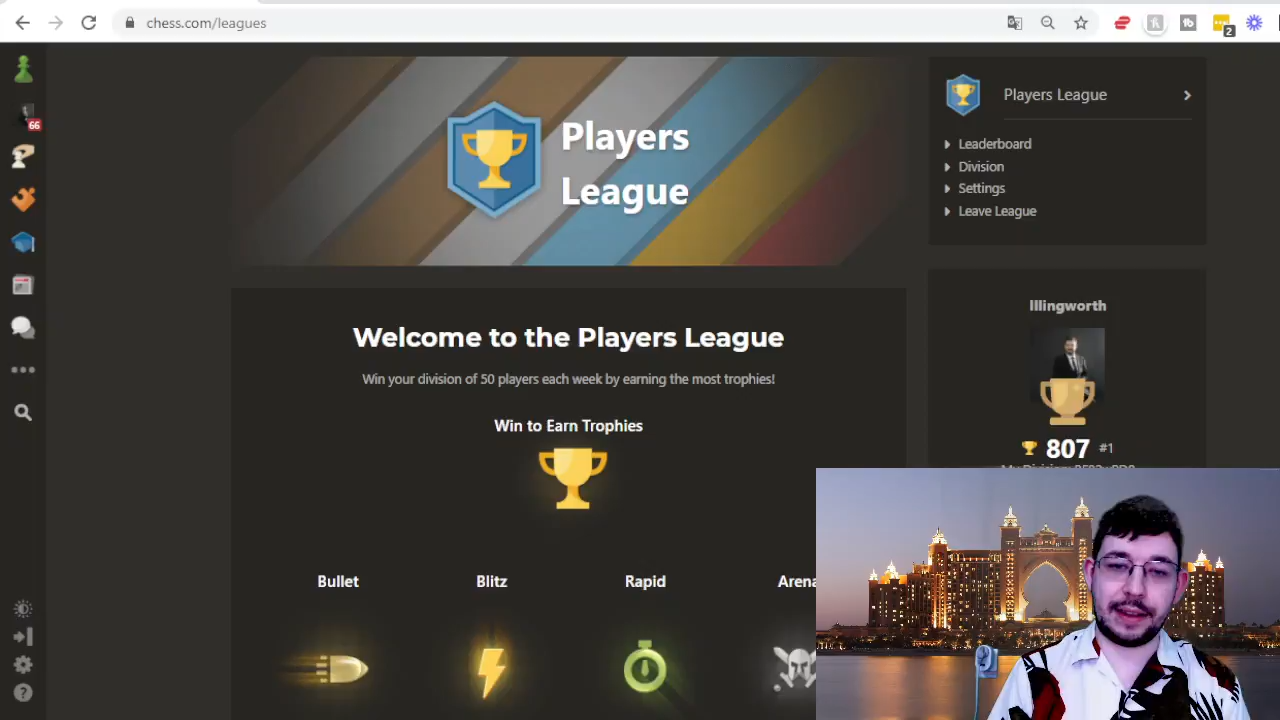 chess.com/leagues
2
66
Players
League
Players League
Leaderboard
Division
Settings
Leave League
Welcome to the Players League
Win your division of 50 players each week by earning the most trophies!
Win to Earn Trophies
Illingworth
807 #1
Bullet
Blitz
Rapid